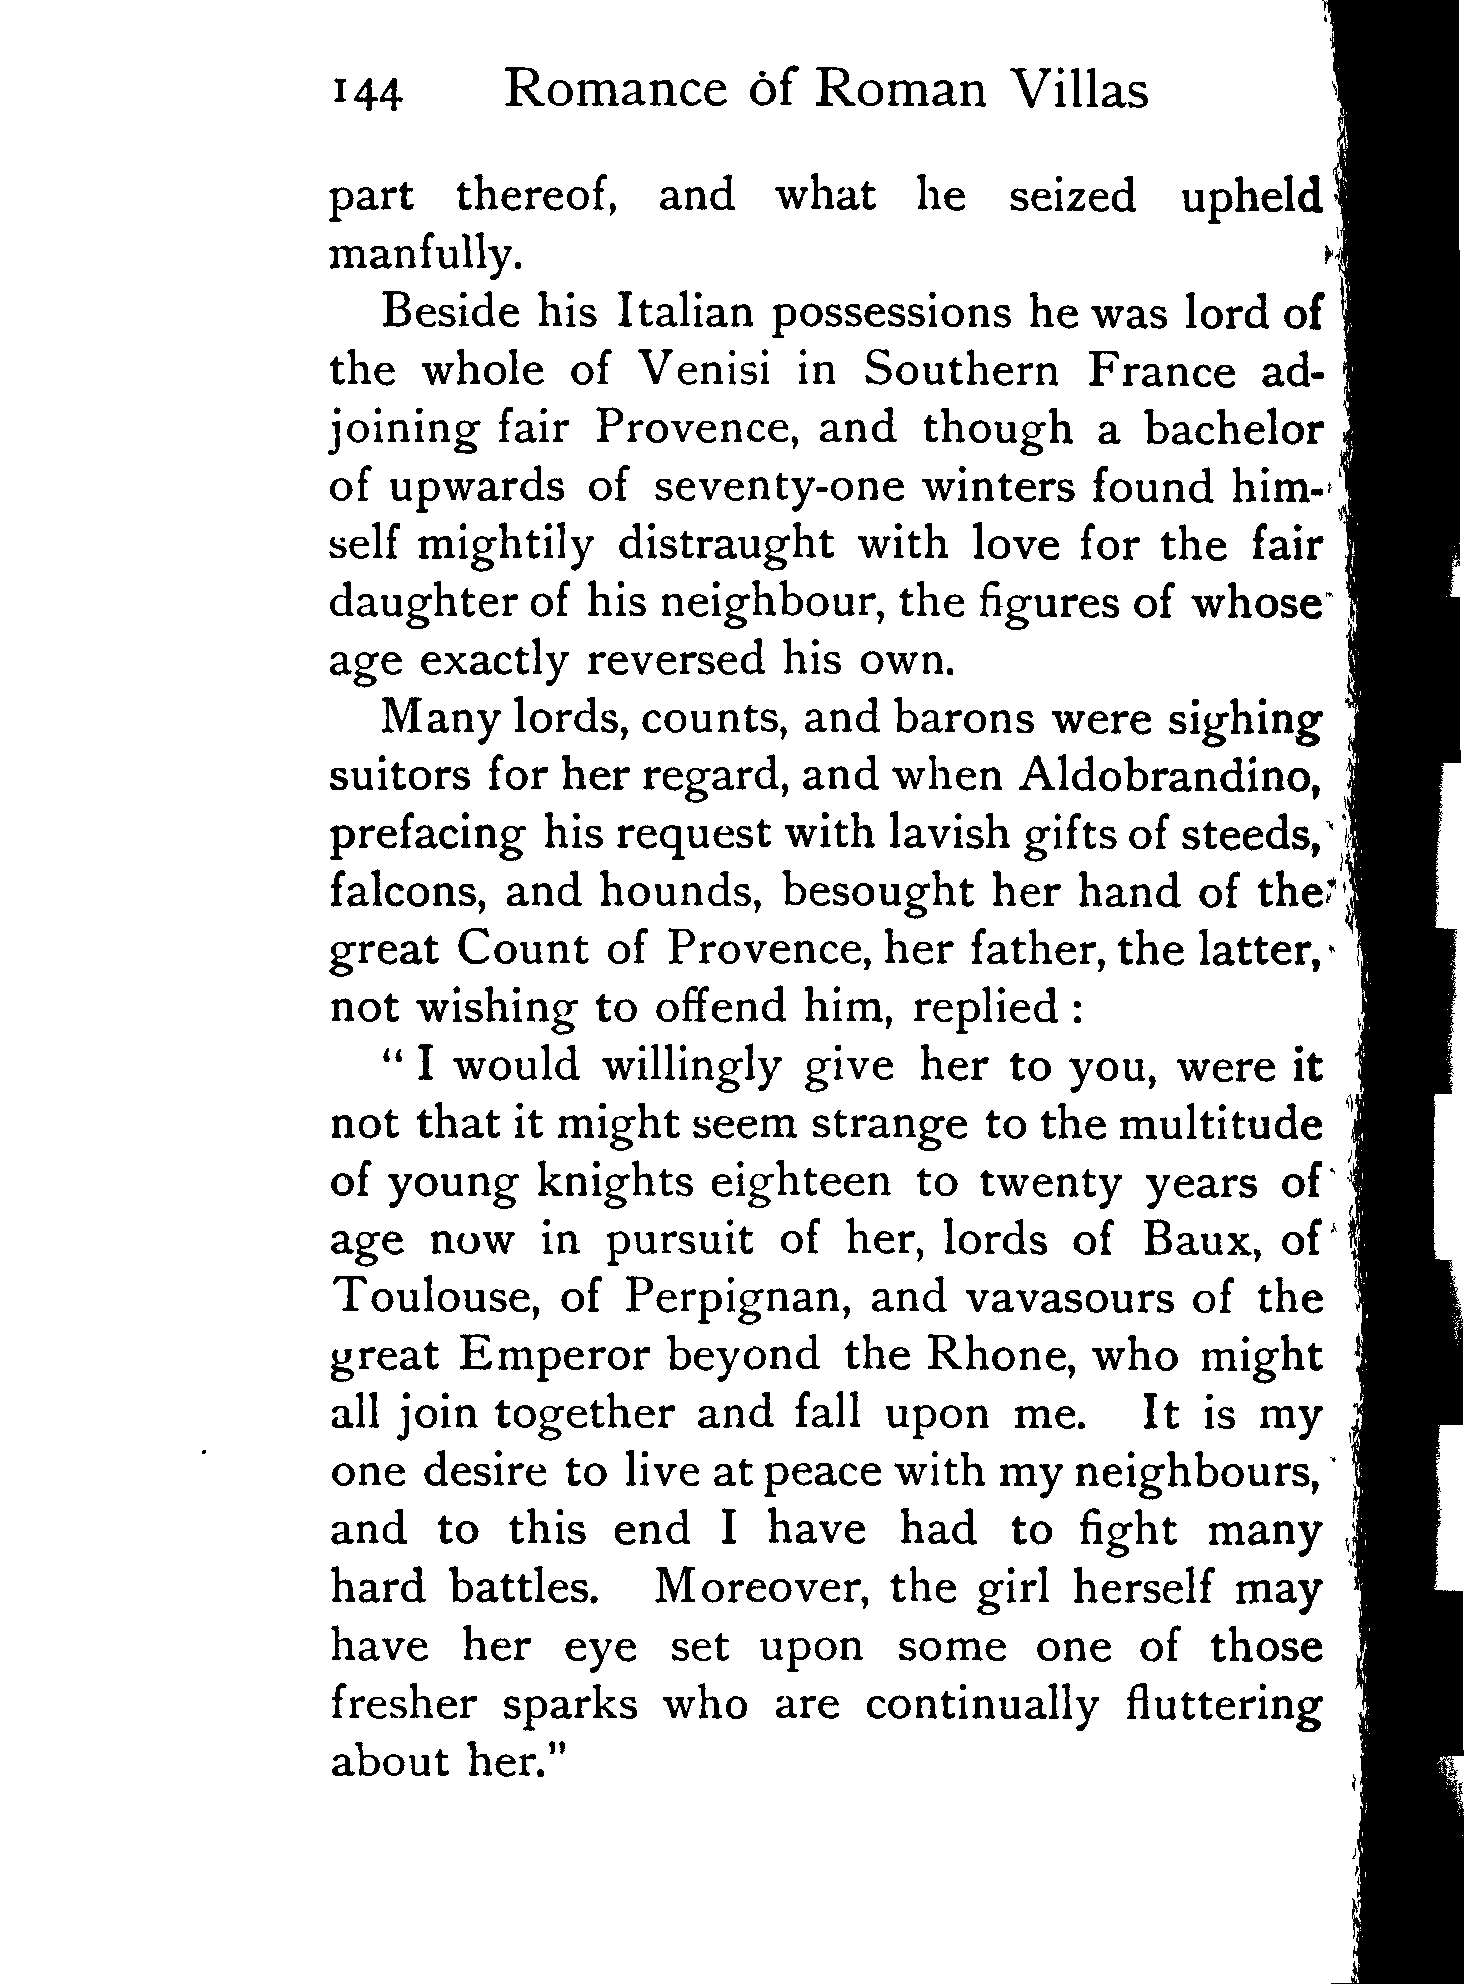 144 Romance of Roman Villas
part thereof, and what he seized upheld
manfully.
Beside his Italian possessions he was lord of
the whole of Venisi in Southern France ad-
joining fair Provence, and though a bachelor
of upwards of seventy-one winters found him-
self mightily distraught with love for the fair
daughter of his neighbour, the figures of whose
age exactly reversed his own.
Many lords, counts, and barons were sighing
suitors for her regard, and when Aldobrandino,
prefacing his request with lavish gifts of steeds,
falcons, and hounds, besought her hand of the
great Count of Provence, her father, the latter,
not wishing to offend him, replied :
" I would willingly give her to you, were it
not that it might seem strange to the multitude
of young knights eighteen to twenty years of
age now in pursuit of her, lords of Baux, of
Toulouse, of Perpignan, and vavasours of the
great Emperor beyond the Rhone, who might
all join together and fall upon me. It is my
one desire to live at peace with my neighbours,
and to this end I have had to fight many
hard battles. Moreover, the girl herself may
have her eye set upon some one of those
fresher sparks who are continually fluttering
about her."